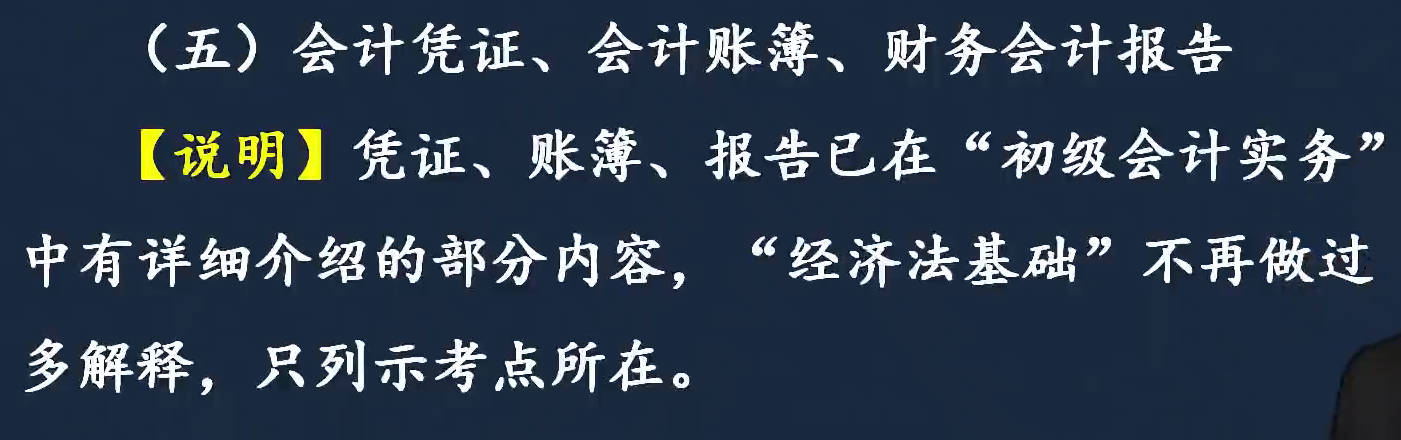 （五）会计凭证、会计账簿、财务会计报告
【说明】凭证、账簿、报告已在“初级会计实务”
中有详细介绍的部分内容，“经济法基础”不再做过
多解释，只列示考点所在。